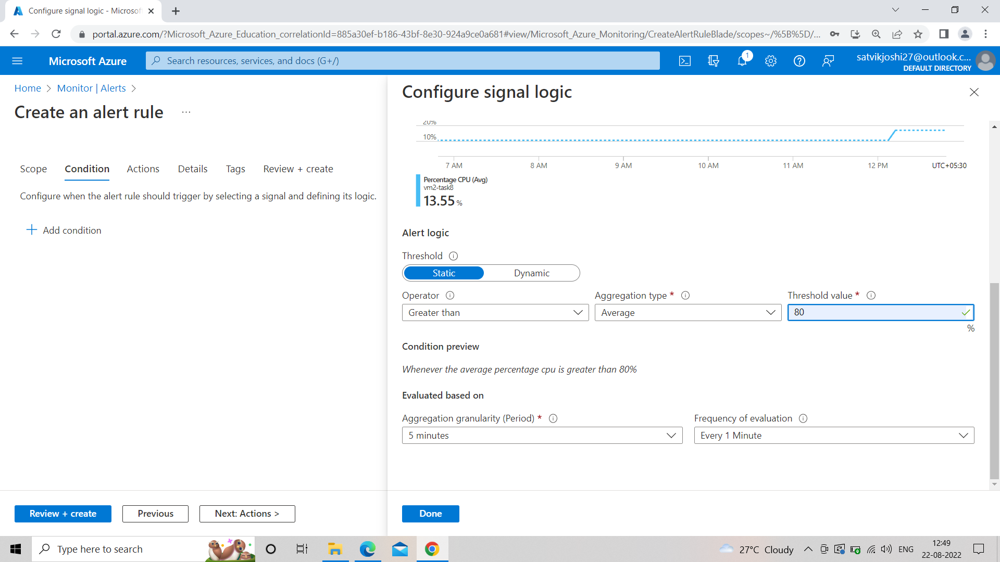 Configure signal logic - Microsof
portal.azure.com/?Microsoft_Azure_Education_correlationId=885a30ef-b186-43bf-8e30-924a9ce0a681#view/Microsoft_Azure_Monitoring/CreateAlertRuleBlade/scopes~/%5B%5D/...
Microsoft Azure
Search resources, services, and docs (G+/)
1
satvikjoshi27@outlook.c...
DEFAULT DIRECTORY
Home > Monitor | Alerts >
Create an alert rule ...
Scope Condition Actions Details Tags Review + create
Configure when the alert rule should trigger by selecting a signal and defining its logic.
+ Add condition
Review + create Previous Next: Actions >
Configure signal logic
20%
10%
7 AM 8 AM 9 AM 10 AM 11 AM 12 PM UTC+05:30
Percentage CPU (Avg)
vm2-task8
13.55 %
Alert logic
Threshold
Static Dynamic
Operator Aggregation type * Threshold value *
Greater than Average 80
%
Condition preview
Whenever the average percentage cpu is greater than 80%
Evaluated based on
Aggregation granularity (Period) * Frequency of evaluation
5 minutes Every 1 Minute
Done
Type here to search
27°C Cloudy ENG 12:49
22-08-2022